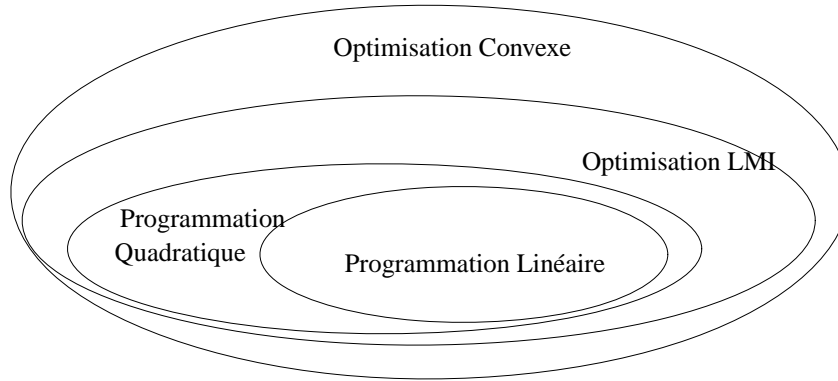 Optimisation Convexe
Optimisation LMI
Programmation
Quadratique
Programmation Linéaire